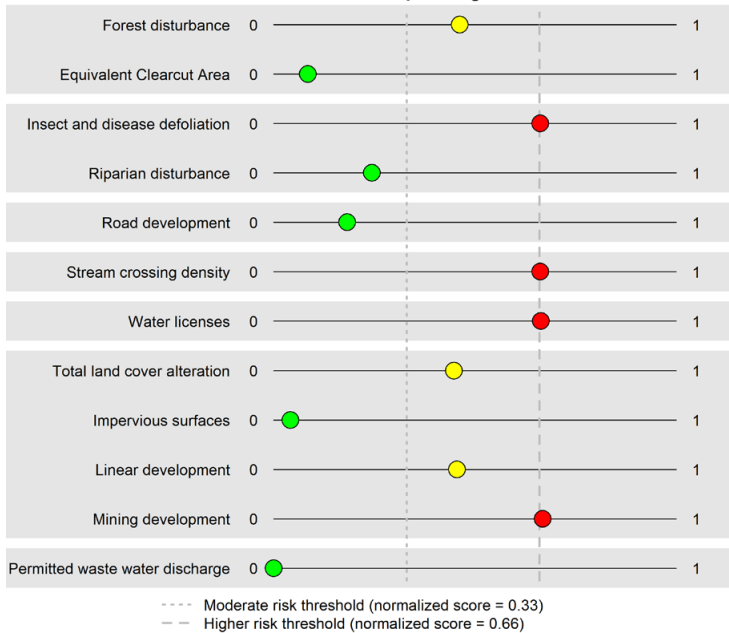 Forest disturbance 0 1
Equivalent Clearcut Area 0 1
Insect and disease defoliation 0 1
Riparian disturbance 0 1
Road development 0 1
Stream crossing density 0 1
Water licenses 0 1
Total land cover alteration 0 1
Impervious surfaces 0 1
Linear development 0 1
Mining development 0 1
Permitted waste water discharge 0 1
Moderate risk threshold (normalized score = 0.33)
Higher risk threshold (normalized score = 0.66)